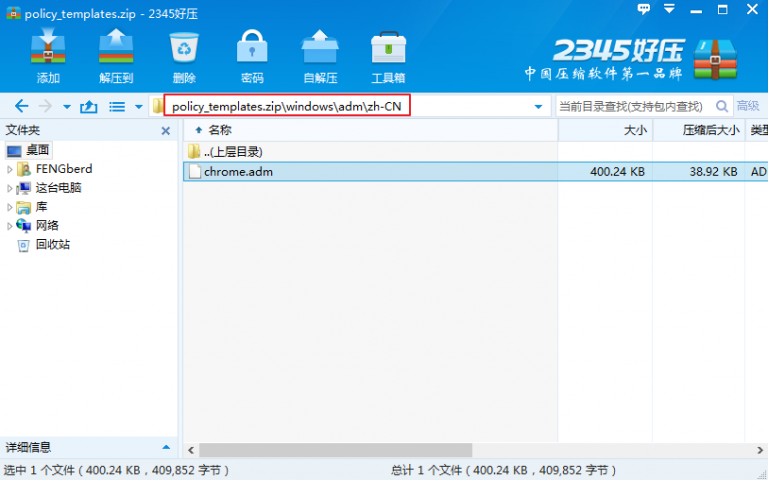 policy_templates.zip - 2345好压
添加 解压到 删除 密码 自解压 工具箱
2345好压
中国压缩软件第一品牌
policy_templates.zip\windows\adm\zh-CN 当前目录查找(支持包内查找) 高级
文件夹 名称 大小 压缩后大小 类型
桌面 ..(上层目录)
FENGberd chrome.adm 400.24 KB 38.92 KB AD
这台电脑
库
网络
回收站
详细信息
选中 1 个文件 ( 400.24 KB , 409,852 字节 ) 总计 1 个文件 ( 400.24 KB , 409,852 字节 )